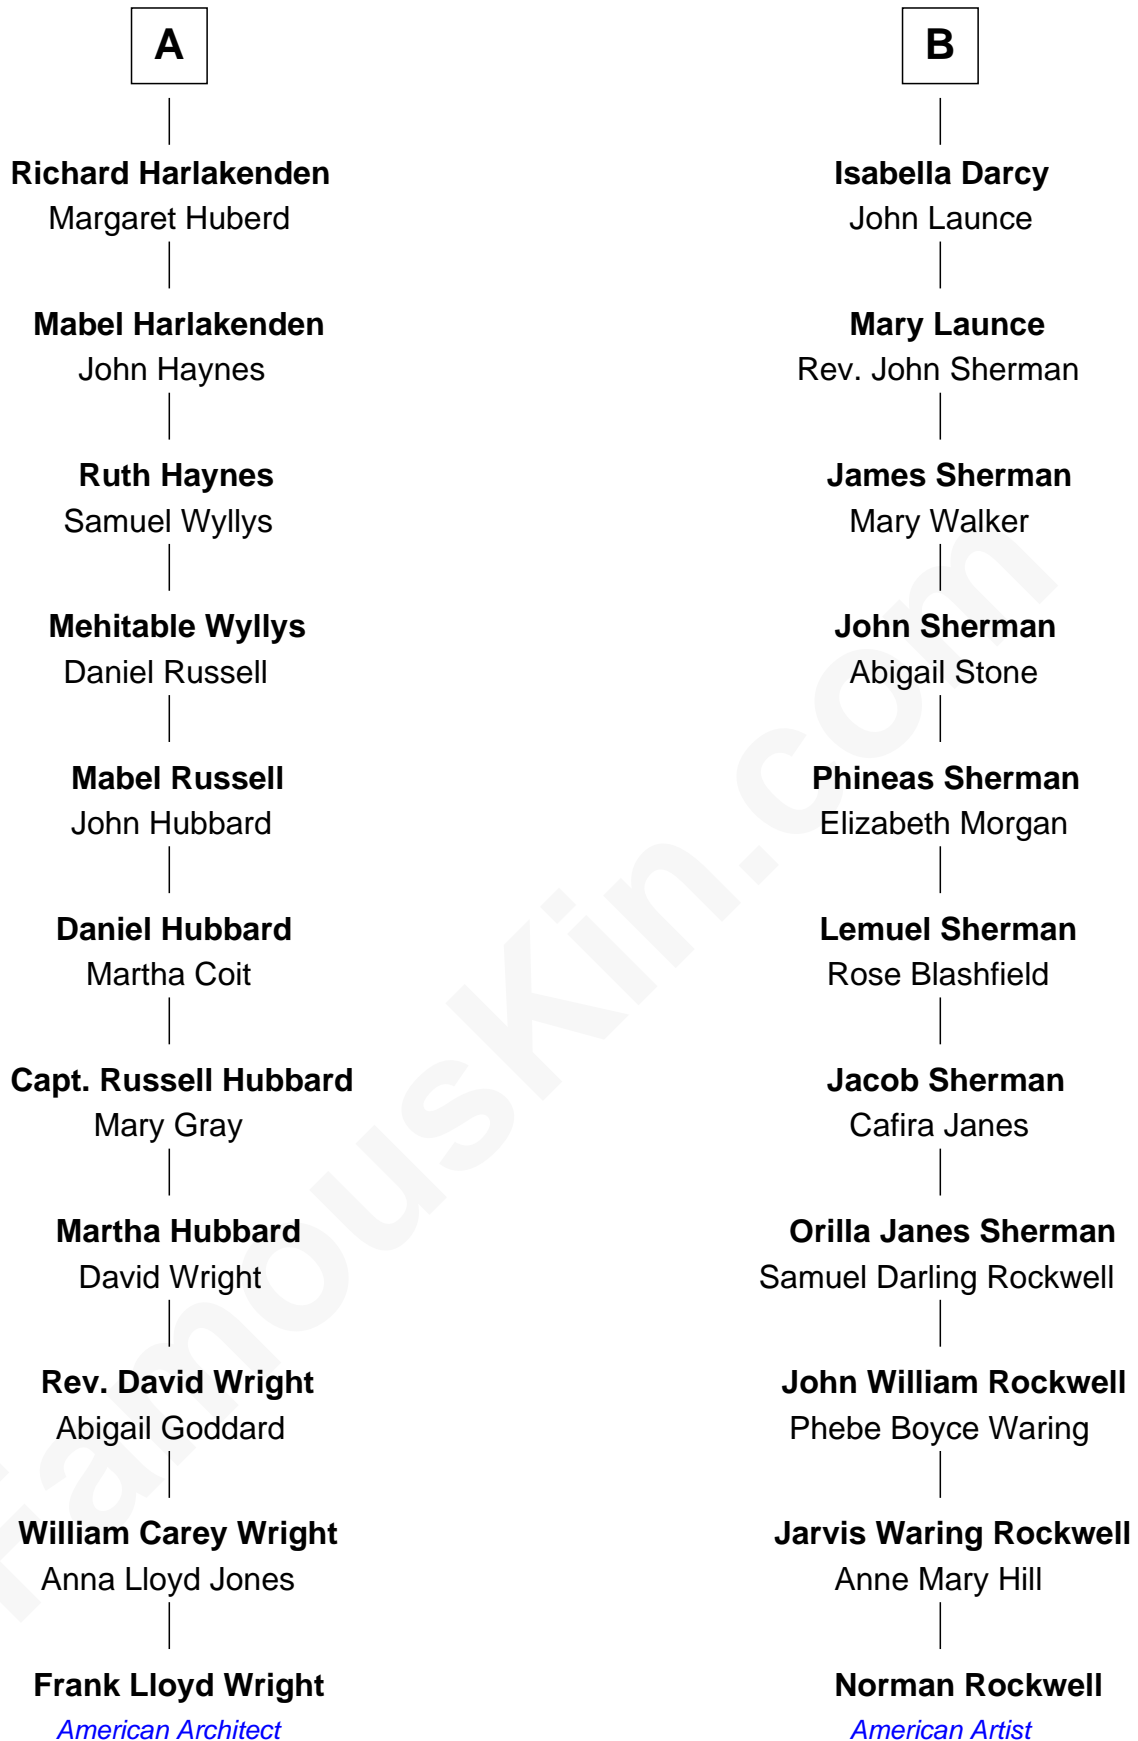 A
Richard Harlakenden
Margaret Huberd
Mabel Harlakenden
John Haynes
Ruth Haynes
Samuel Wyllys
Mehitable Wyllys
Daniel Russell
Mabel Russell
John Hubbard
Daniel Hubbard
Martha Coit
Capt. Russell Hubbard
Mary Gray
Martha Hubbard
David Wright
Rev. David Wright
Abigail Goddard
William Carey Wright
Anna Lloyd Jones
Frank Lloyd Wright
American Architect
B
Isabella Darcy
John Launce
Mary Launce
Rev. John Sherman
James Sherman
Mary Walker
John Sherman
Abigail Stone
Phineas Sherman
Elizabeth Morgan
Lemuel Sherman
Rose Blashfield
Jacob Sherman
Cafira Janes
Orilla Janes Sherman
Samuel Darling Rockwell
John William Rockwell
Phebe Boyce Waring
Jarvis Waring Rockwell
Anne Mary Hill
Norman Rockwell
American Artist
FamousKin.com